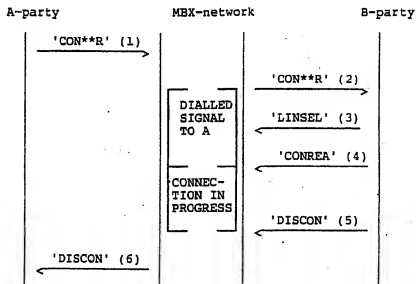 A-party MBX-network B-party
'CON**R' (1)
'CON**R' (2)
DIALLED
SIGNAL
TO A
'LINSEL' (3)
'CONREA' (4)
CONNEC-
TION IN
PROGRESS
'DISCON' (5)
'DISCON' (6)